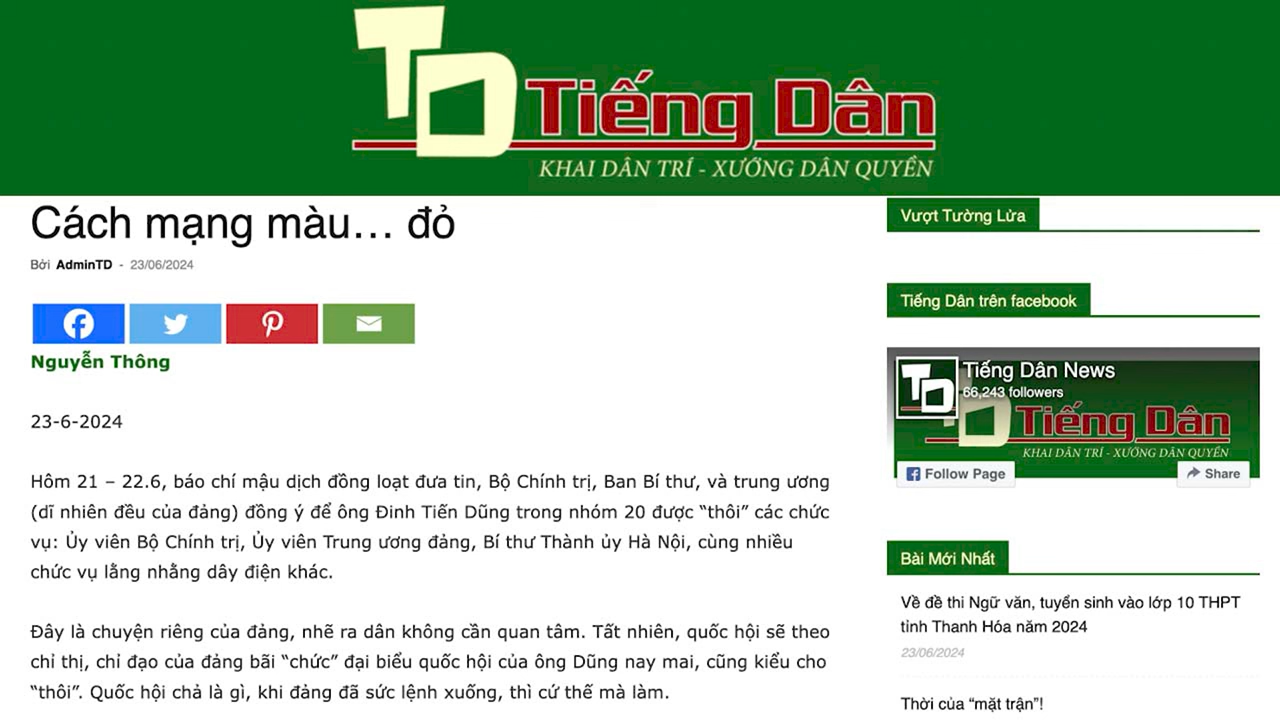 TD Tiếng Dân
KHAI DÂN TRÍ - XƯỚNG DÂN QUYỀN
Cách mạng màu… đỏ
Bởi AdminTD - 23/06/2024
Nguyễn Thông
23-6-2024
Hôm 21 – 22.6, báo chí mậu dịch đồng loạt đưa tin, Bộ Chính trị, Ban Bí thư, và trung ương
(dĩ nhiên đều của đảng) đồng ý để ông Đinh Tiến Dũng trong nhóm 20 được “thôi” các chức
vụ: Ủy viên Bộ Chính trị, Ủy viên Trung ương đảng, Bí thư Thành ủy Hà Nội, cùng nhiều
chức vụ lằng nhằng dây điện khác.
Đây là chuyện riêng của đảng, nhẽ ra dân không cần quan tâm. Tất nhiên, quốc hội sẽ theo
chỉ thị, chỉ đạo của đảng bãi “chức” đại biểu quốc hội của ông Dũng nay mai, cũng kiểu cho
“thôi”. Quốc hội chả là gì, khi đảng đã sức lệnh xuống, thì cứ thế mà làm.
Vượt Tường Lửa
Tiếng Dân trên facebook
TD Tiếng Dân News
66,243 followers
TD Tiếng Dân
KHAI DÂN TRÍ - XƯỚNG DÂN QUYỀN
Follow Page
Share
Bài Mới Nhất
Về đề thi Ngữ văn, tuyển sinh vào lớp 10 THPT
tỉnh Thanh Hóa năm 2024
23/06/2024
Thời của “mặt trận”!